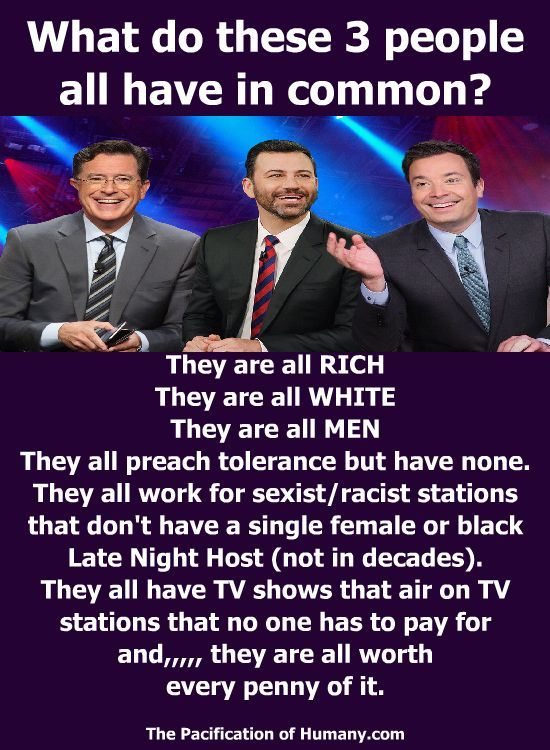 What do these 3 people
all have in common?
They are all RICH
They are all WHITE
They are all MEN
They all preach tolerance but have none.
They all work for sexist/racist stations
that don't have a single female or black
Late Night Host (not in decades).
They all have TV shows that air on TV
stations that no one has to pay for
and,,,,, they are all worth
every penny of it.
The Pacification of Humany.com